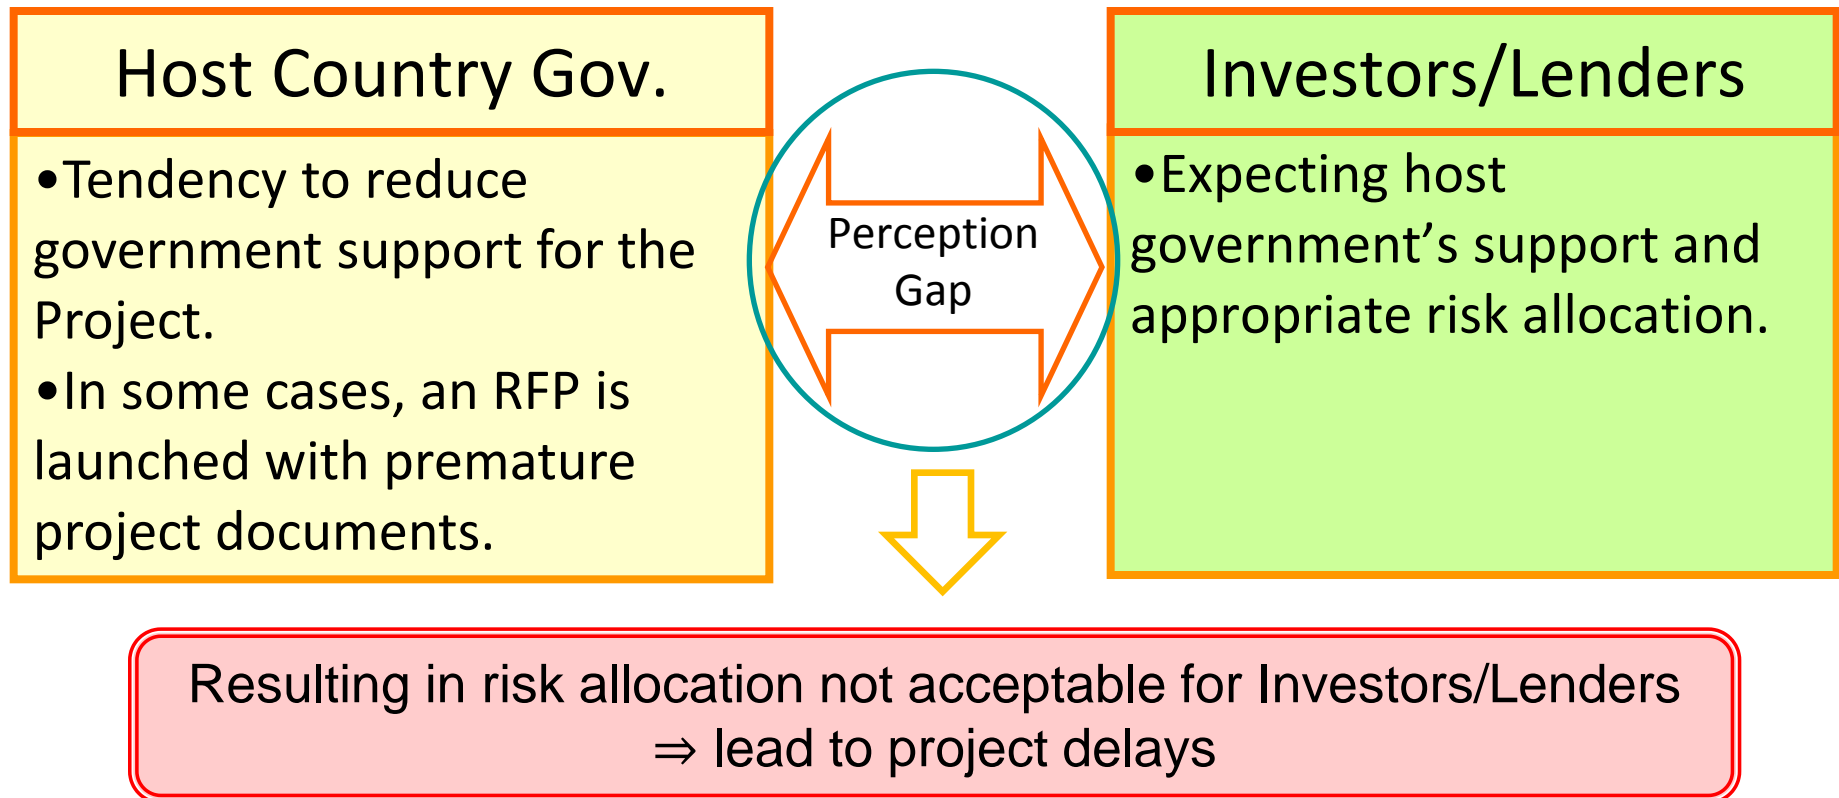 Host Country Gov.
•Tendency to reduce
government support for the
Project.
•In some cases, an RFP is
launched with premature
project documents.
Perception
Gap
Investors/Lenders
•Expecting host
government’s support and
appropriate risk allocation.
Resulting in risk allocation not acceptable for Investors/Lenders
⇒ lead to project delays